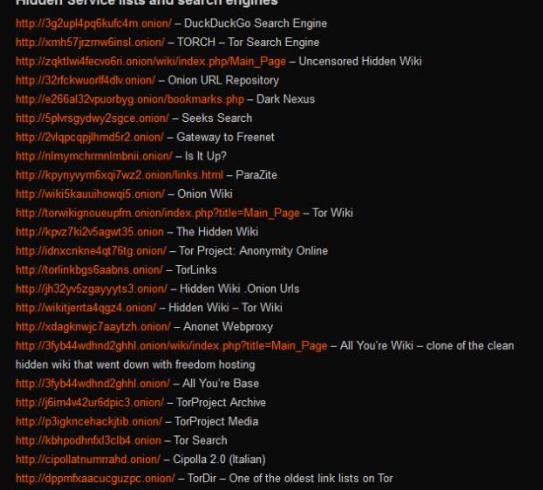 Hidden Service lists and search engines
http://3g2upl4pq6kufc4m.onion/ – DuckDuckGo Search Engine
http://xmh57jrzrnw6insl.onion/ – TORCH – Tor Search Engine
http://zqktlwi4fecvo6ri.onion/wiki/index.php/Main_Page – Uncensored Hidden Wiki
http://32rfckwuorlf4dlv.onion/ – Onion URL Repository
http://e266al32vpuorbyg.onion/bookmarks.php – Dark Nexus
http://5plvrsgydwy2sgce.onion/ – Seeks Search
http://2vlqpcqpjlhmd5r2.onion/ – Gateway to Freenet
http://nlmymchrmnlmbnii.onion/ – Is It Up?
http://kpynyvym6xqi7wz2.onion/links.html – ParaZite
http://wiki5kauuihowqi5.onion/ – Onion Wiki
http://torwikignoueupfm.onion/index.php?title=Main_Page – Tor Wiki
http://kpvz7ki2v5agwt35.onion – The Hidden Wiki
http://idnxcnkne4qt76tg.onion/ – Tor Project: Anonymity Online
http://torlinkbgs6aabns.onion/ – TorLinks
http://jh32yv5zgayyyts3.onion/ – Hidden Wiki .Onion Urls
http://wikitjerrta4qgz4.onion/ – Hidden Wiki – Tor Wiki
http://xdagknwjc7aaytzh.onion/ – Anonet Webproxy
http://3fyb44wdhnd2ghhl.onion/wiki/index.php?title=Main_Page – All You’re Wiki – clone of the clean
hidden wiki that went down with freedom hosting
http://3fyb44wdhnd2ghhl.onion/ – All You’re Base
http://j6im4v42ur6dpic3.onion/ – TorProject Archive
http://p3igkncehackjtib.onion/ – TorProject Media
http://kbhpodhnfxl3clb4.onion – Tor Search
http://cipollatnumrrahd.onion/ – Cipolla 2.0 (Italian)
http://dppmfxaacucguzpc.onion/ – TorDir – One of the oldest link lists on Tor